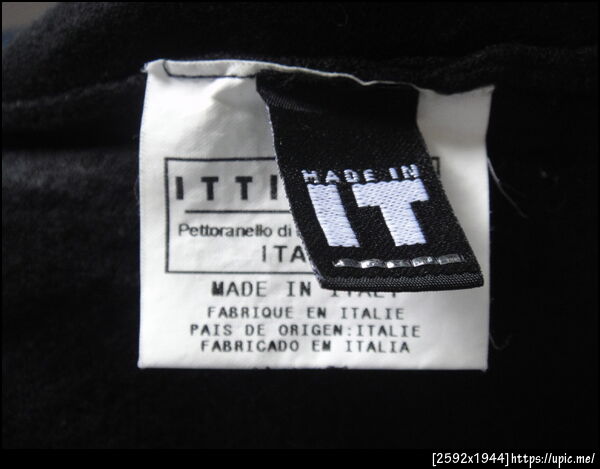 MADE IN
IT
ITTI
Pettoranello di
ITA
MADE IN ITALY
FABRIQUE EN ITALIE
PAIS DE ORIGEN:ITALIE
FABRICADO EM ITALIA
[2592x1944]https://upic.me/